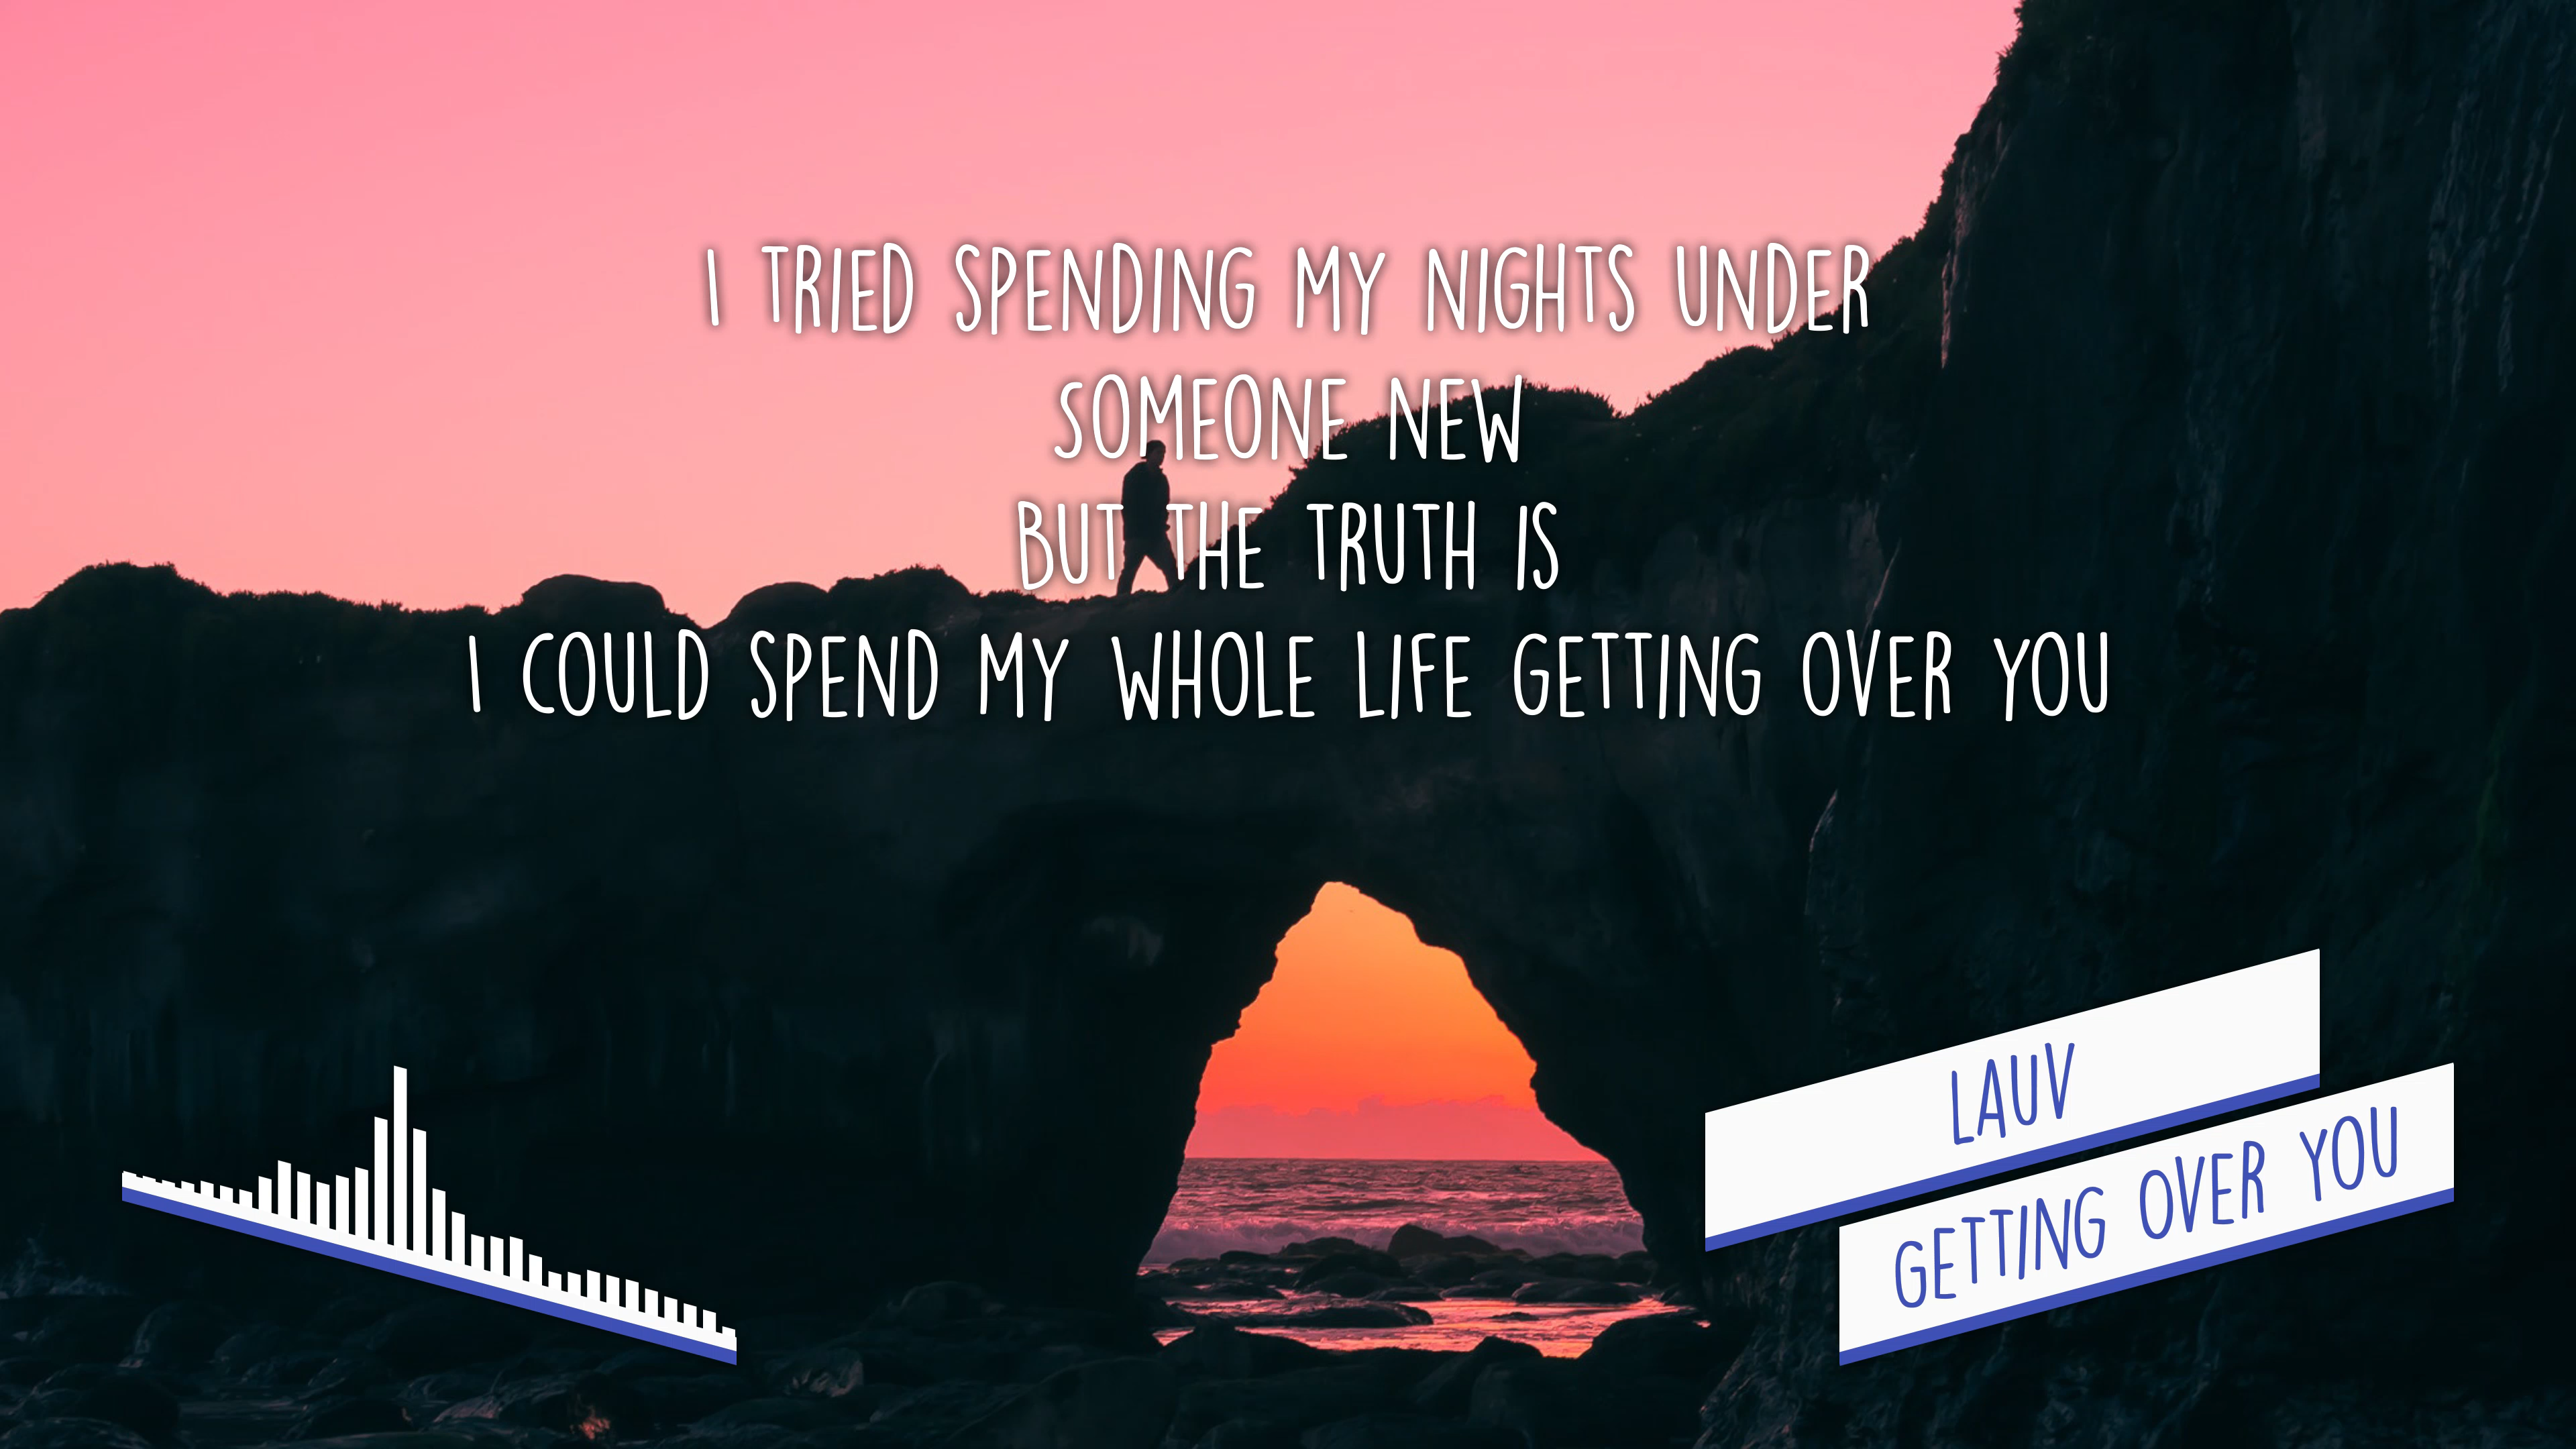 I TRIED SPENDING MY NIGHTS UNDER
SOMEONE NEW
BUT THE TRUTH IS
I COULD SPEND MY WHOLE LIFE GETTING OVER YOU
LAUV
GETTING OVER YOU